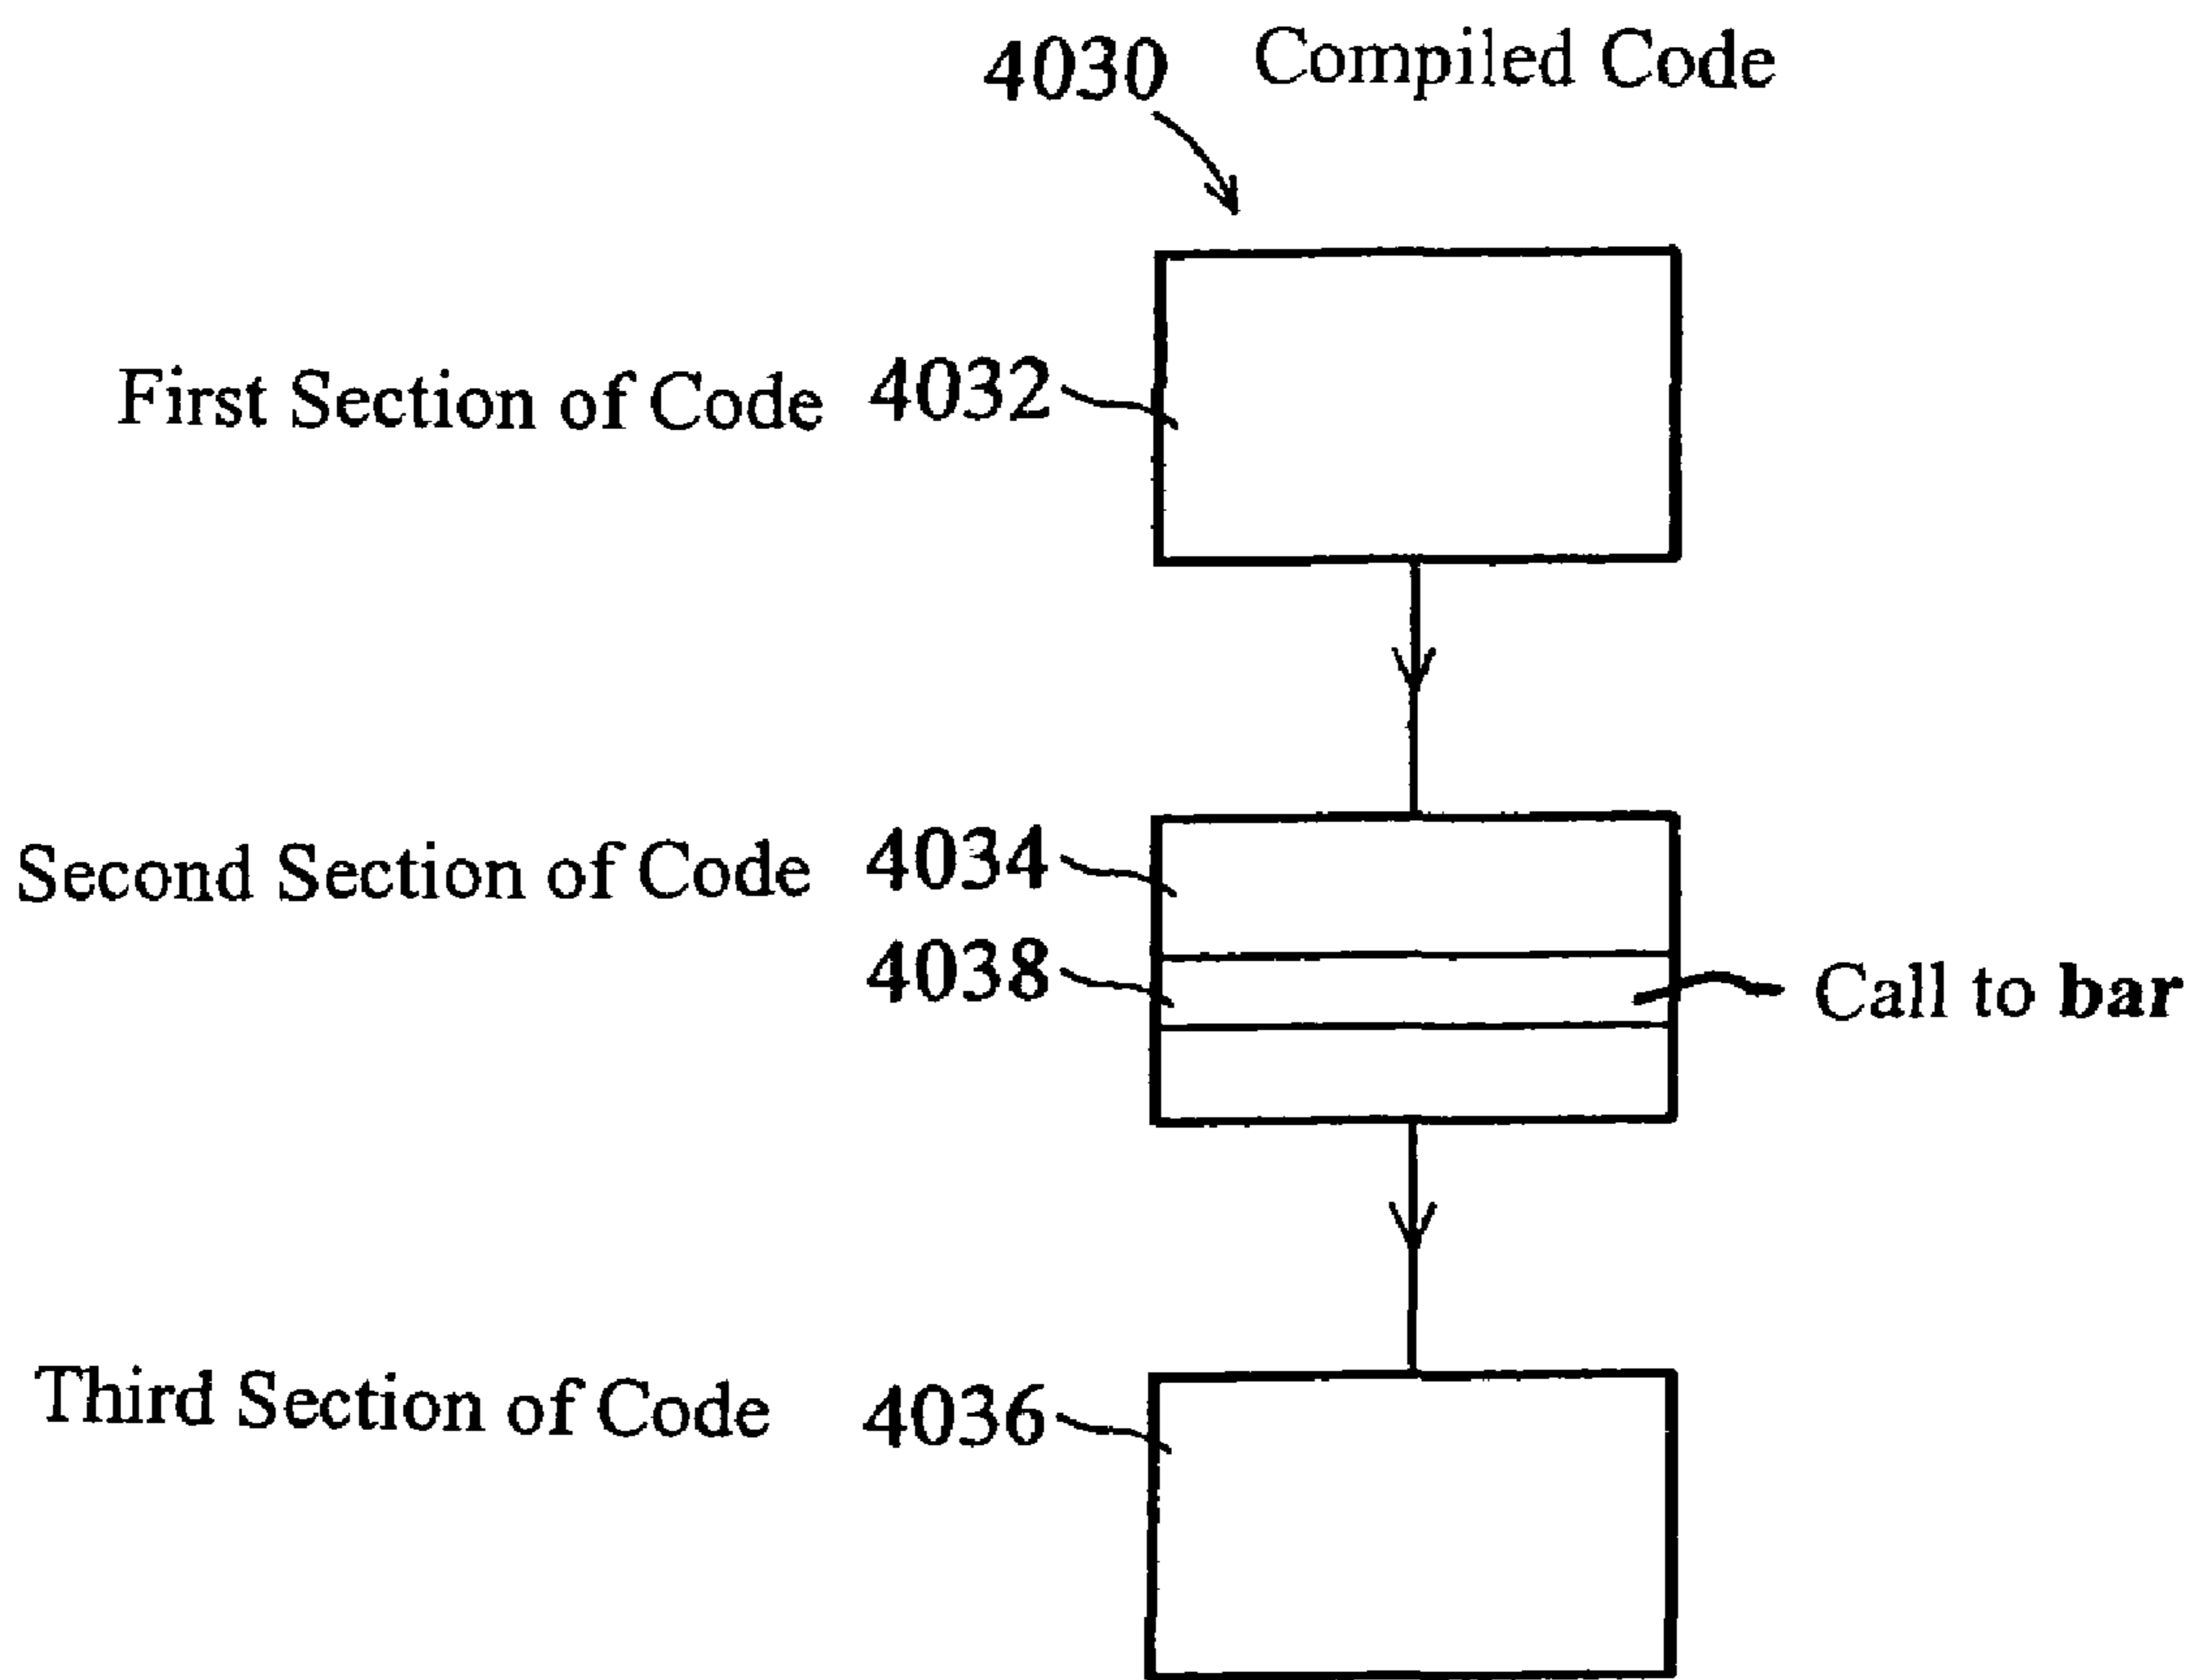 4030 Compiled Code
First Section of Code 4032
Second Section of Code 4034
4038 Call to bar
Third Section of Code 4036